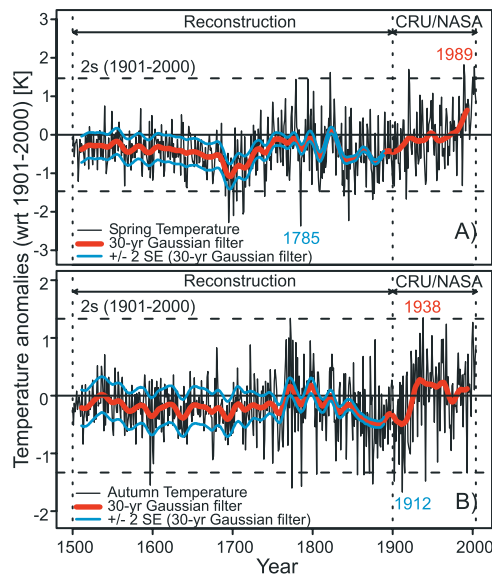 Temperature anomalies (wrt 1901-2000) [K]
Reconstruction CRU/NASA
3
2s (1901-2000) 1989
2
1
0
-1
-2
1785
Spring Temperature A)
30-yr Gaussian filter
+/- 2 SE (30-yr Gaussian filter)
-3
Reconstruction CRU/NASA
2
2s (1901-2000) 1938
1
0
-1
Autumn Temperature B)
30-yr Gaussian filter 1912
+/- 2 SE (30-yr Gaussian filter)
-2
1500 1600 1700 1800 1900 2000
Year